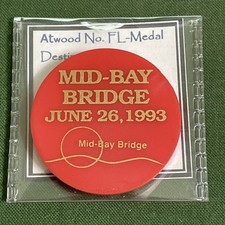 Atwood No. FL-Medal
MID-BAY
BRIDGE
JUNE 26,1993
Mid-Bay Bridge